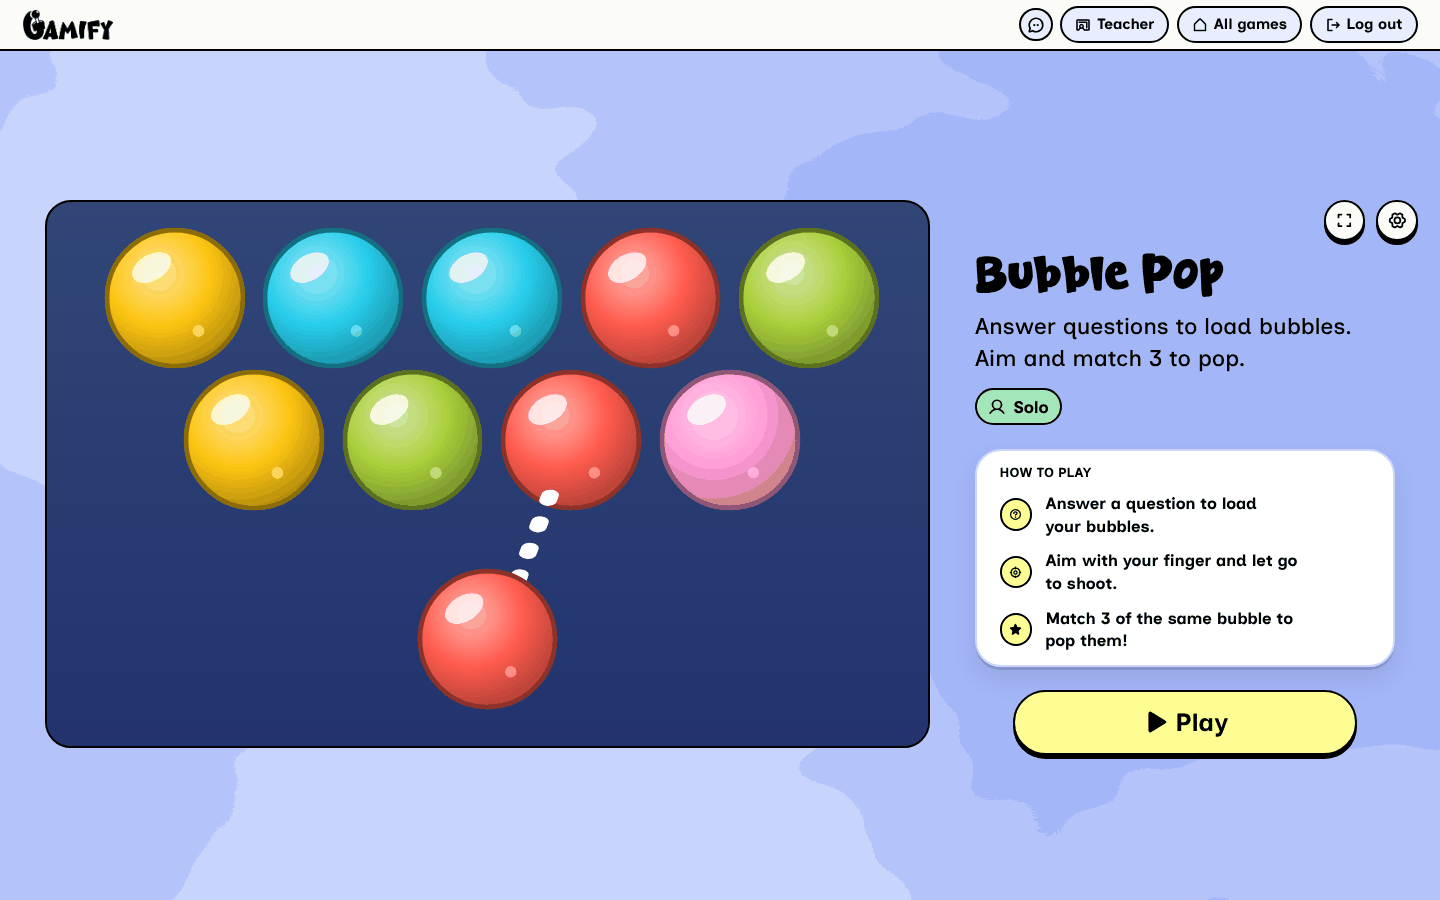 GAMIFY
Teacher
All games
Log out
Bubble Pop
Answer questions to load bubbles.
Aim and match 3 to pop.
Solo
HOW TO PLAY
Answer a question to load
your bubbles.
Aim with your finger and let go
to shoot.
Match 3 of the same bubble to
pop them!
Play